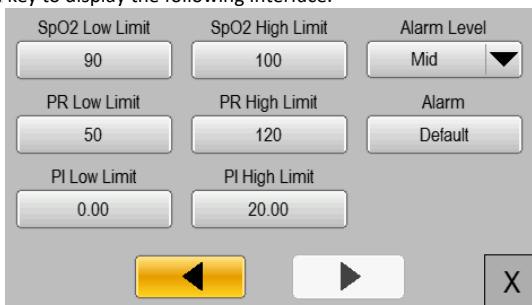 key to display the following interface.
SpO2 Low Limit SpO2 High Limit Alarm Level
90 100 Mid
PR Low Limit PR High Limit Alarm
50 120 Default
PI Low Limit PI High Limit
0.00 20.00
X